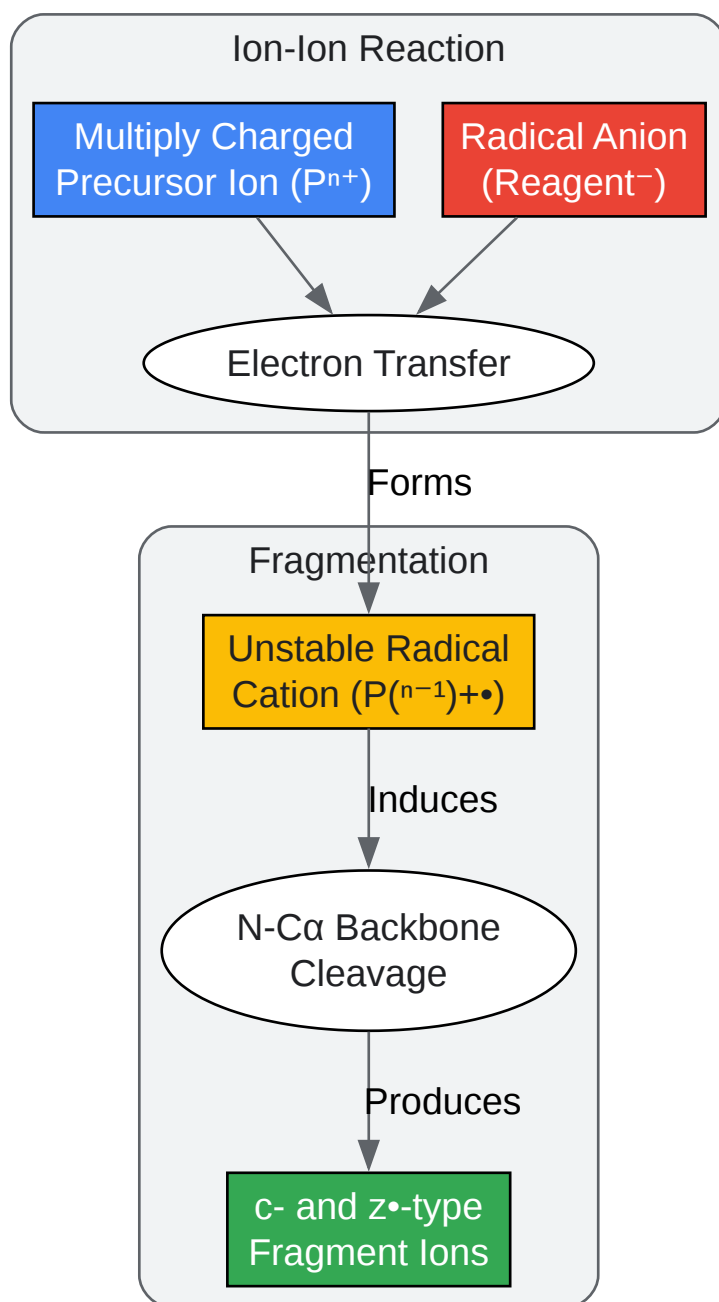 Ion-Ion Reaction
Multiply Charged
Precursor Ion (Pⁿ⁺)
Radical Anion
(Reagent⁻)
Electron Transfer
Forms
Fragmentation
Unstable Radical
Cation (P(ⁿ⁻¹)+•)
Induces
N-Cα Backbone
Cleavage
Produces
c- and z•-type
Fragment Ions